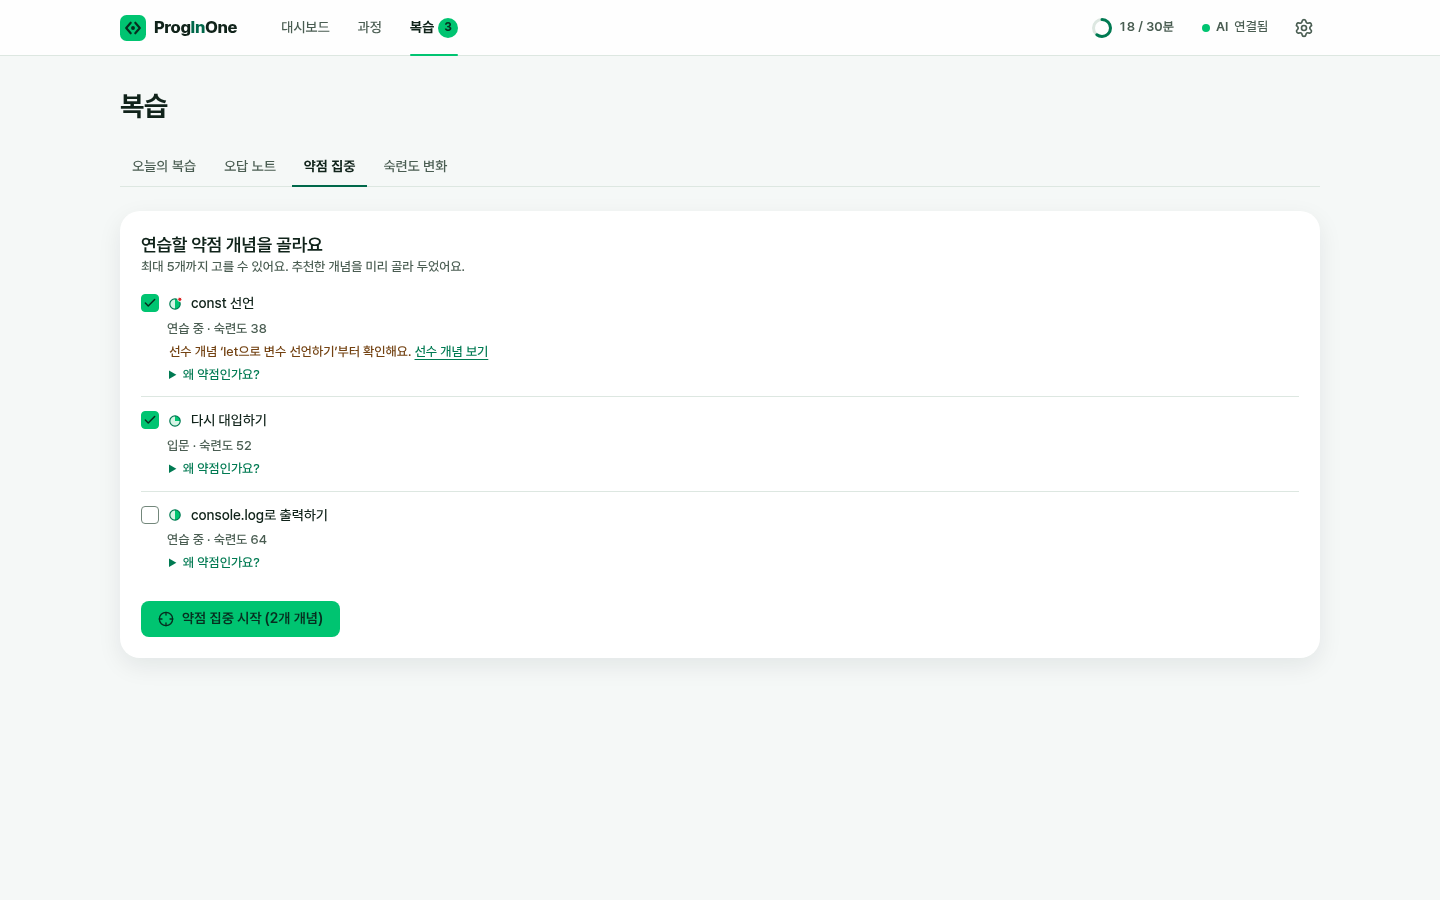 ProgInOne
대시보드
과정
복습 3
18 / 30분
AI 연결됨
복습
오늘의 복습
오답 노트
약점 집중
숙련도 변화
연습할 약점 개념을 골라요
최대 5개까지 고를 수 있어요. 추천한 개념을 미리 골라 두었어요.
const 선언
연습 중 · 숙련도 38
선수 개념 ‘let으로 변수 선언하기’부터 확인해요. 선수 개념 보기
▶ 왜 약점인가요?
다시 대입하기
입문 · 숙련도 52
▶ 왜 약점인가요?
console.log로 출력하기
연습 중 · 숙련도 64
▶ 왜 약점인가요?
약점 집중 시작 (2개 개념)